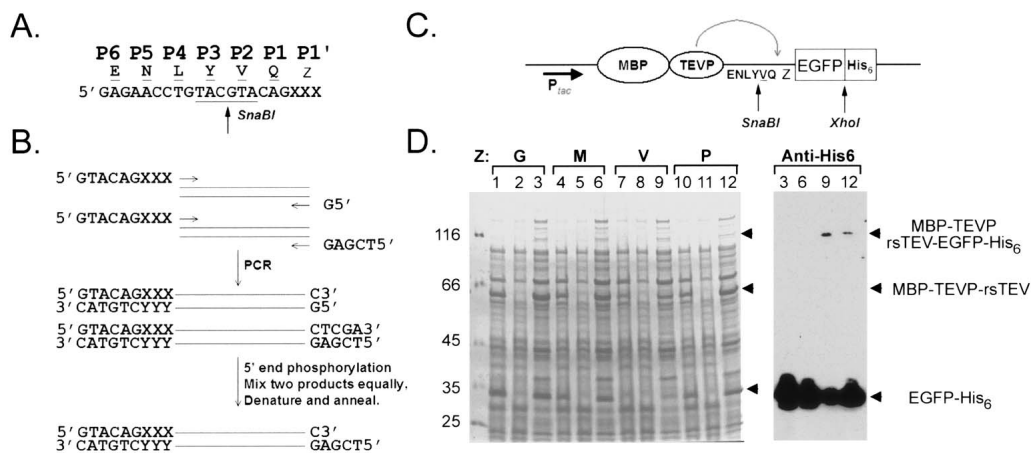 A.
P6 P5 P4 P3 P2 P1 P1'
E N L Y V Q Z
5'GAGAACCTGTACGTACAGXXX
SnaBI
B.
5'GTACAGXXX
G5'
5'GTACAGXXX
GAGCT5'
PCR
5'GTACAGXXX C3'
3'CATGTCYYY G5'
5'GTACAGXXX CTCGA3'
3'CATGTCYYY GAGCT5'
5' end phosphorylation
Mix two products equally.
Denature and anneal.
5'GTACAGXXX C3'
3'CATGTCYYY GAGCT5'
C.
MBP TEVP ENLYVQ Z EGFP His6
Ptac
SnaBI XhoI
D.
Z: G M V P Anti-His6
1 2 3 4 5 6 7 8 9 10 11 12 3 6 9 12
116
66
45
35
25
MBP-TEVP
rsTEV-EGFP-His6
MBP-TEVP-rsTEV
EGFP-His6